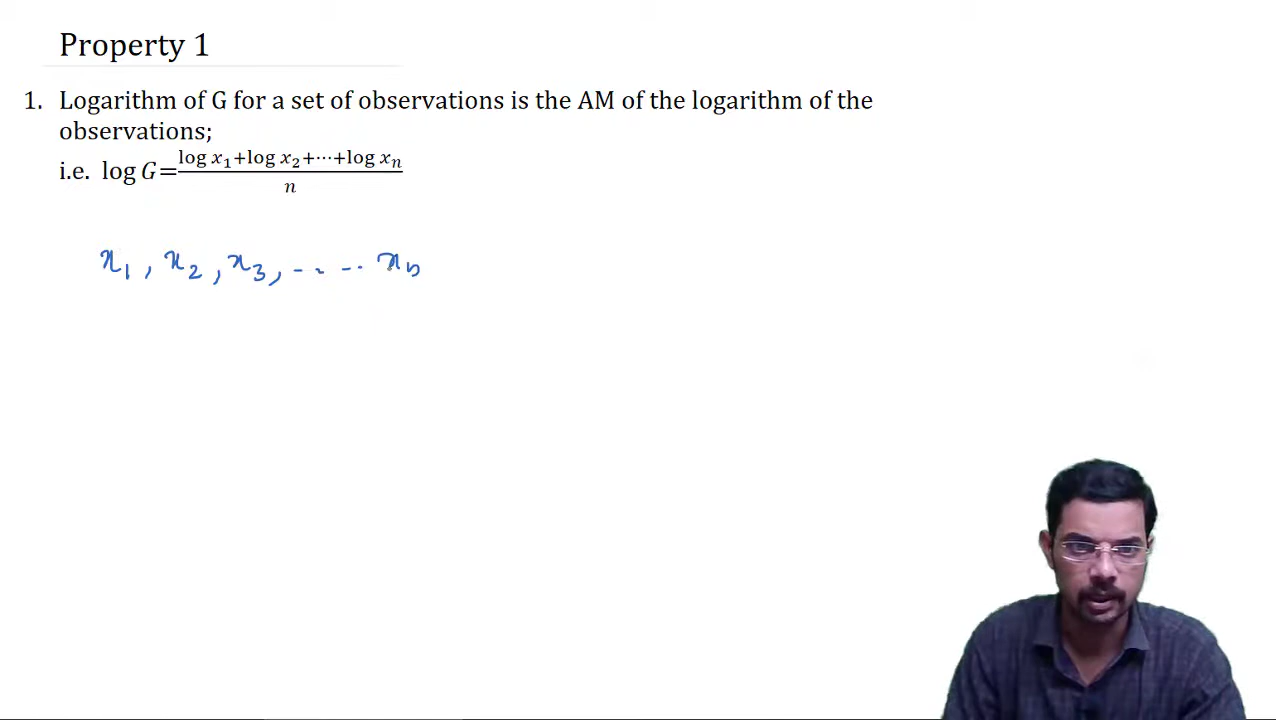 Property 1
1. Logarithm of G for a set of observations is the AM of the logarithm of the
observations;
i.e. log G=(log x₁+log x₂+⋯+log xₙ)/n
x₁, x₂, x₃, ..... xₙ